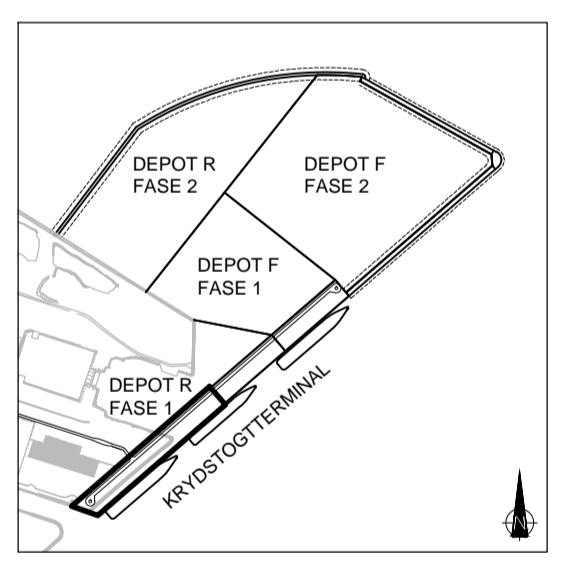 DEPOT R
FASE 2
DEPOT F
FASE 2
DEPOT F
FASE 1
DEPOT R
FASE 1
KRYDSTOGTTERMINAL
N